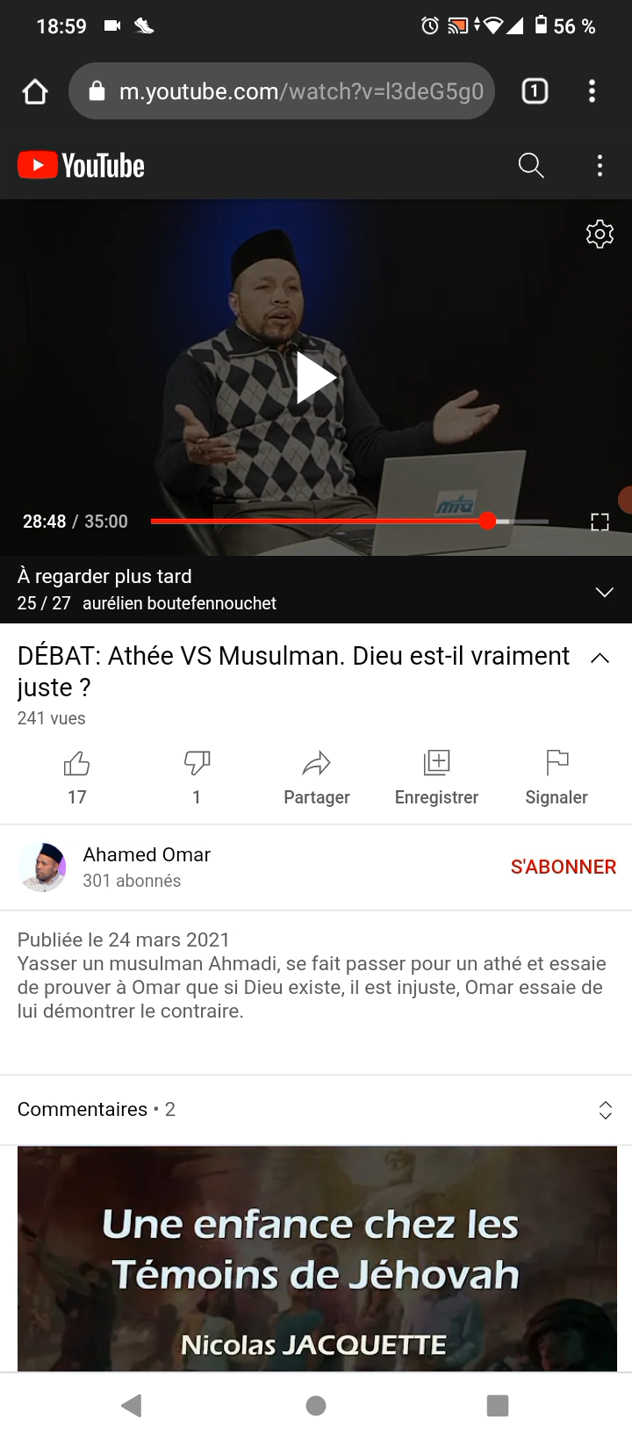 18:59
56 %
m.youtube.com/watch?v=l3deG5g0
1
YouTube
mta
28:48 / 35:00
À regarder plus tard
25 / 27 aurélien boutefennouchet
DÉBAT: Athée VS Musulman. Dieu est-il vraiment
juste ?
241 vues
17
1
Partager
Enregistrer
Signaler
Ahamed Omar
301 abonnés
S'ABONNER
Publiée le 24 mars 2021
Yasser un musulman Ahmadi, se fait passer pour un athé et essaie
de prouver à Omar que si Dieu existe, il est injuste, Omar essaie de
lui démontrer le contraire.
Commentaires • 2
Une enfance chez les
Témoins de Jéhovah
Nicolas JACQUETTE